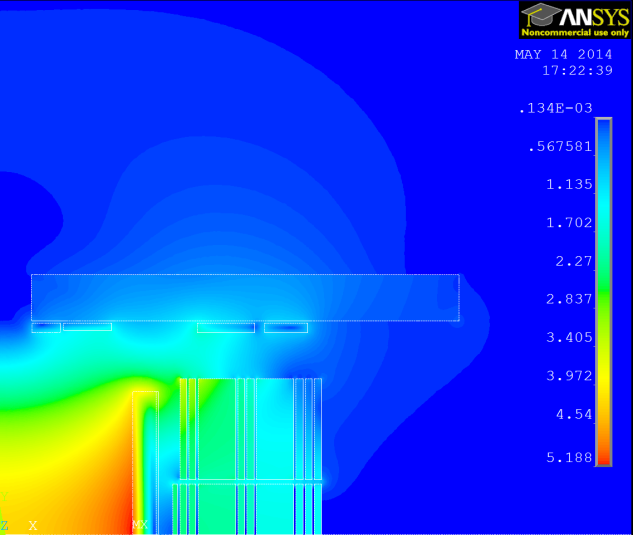 ANSYS
Noncommercial use only
MAY 14 2014
17:22:39
.134E-03
.567581
1.135
1.702
2.27
2.837
3.405
3.972
4.54
5.188
Y
Z X MX